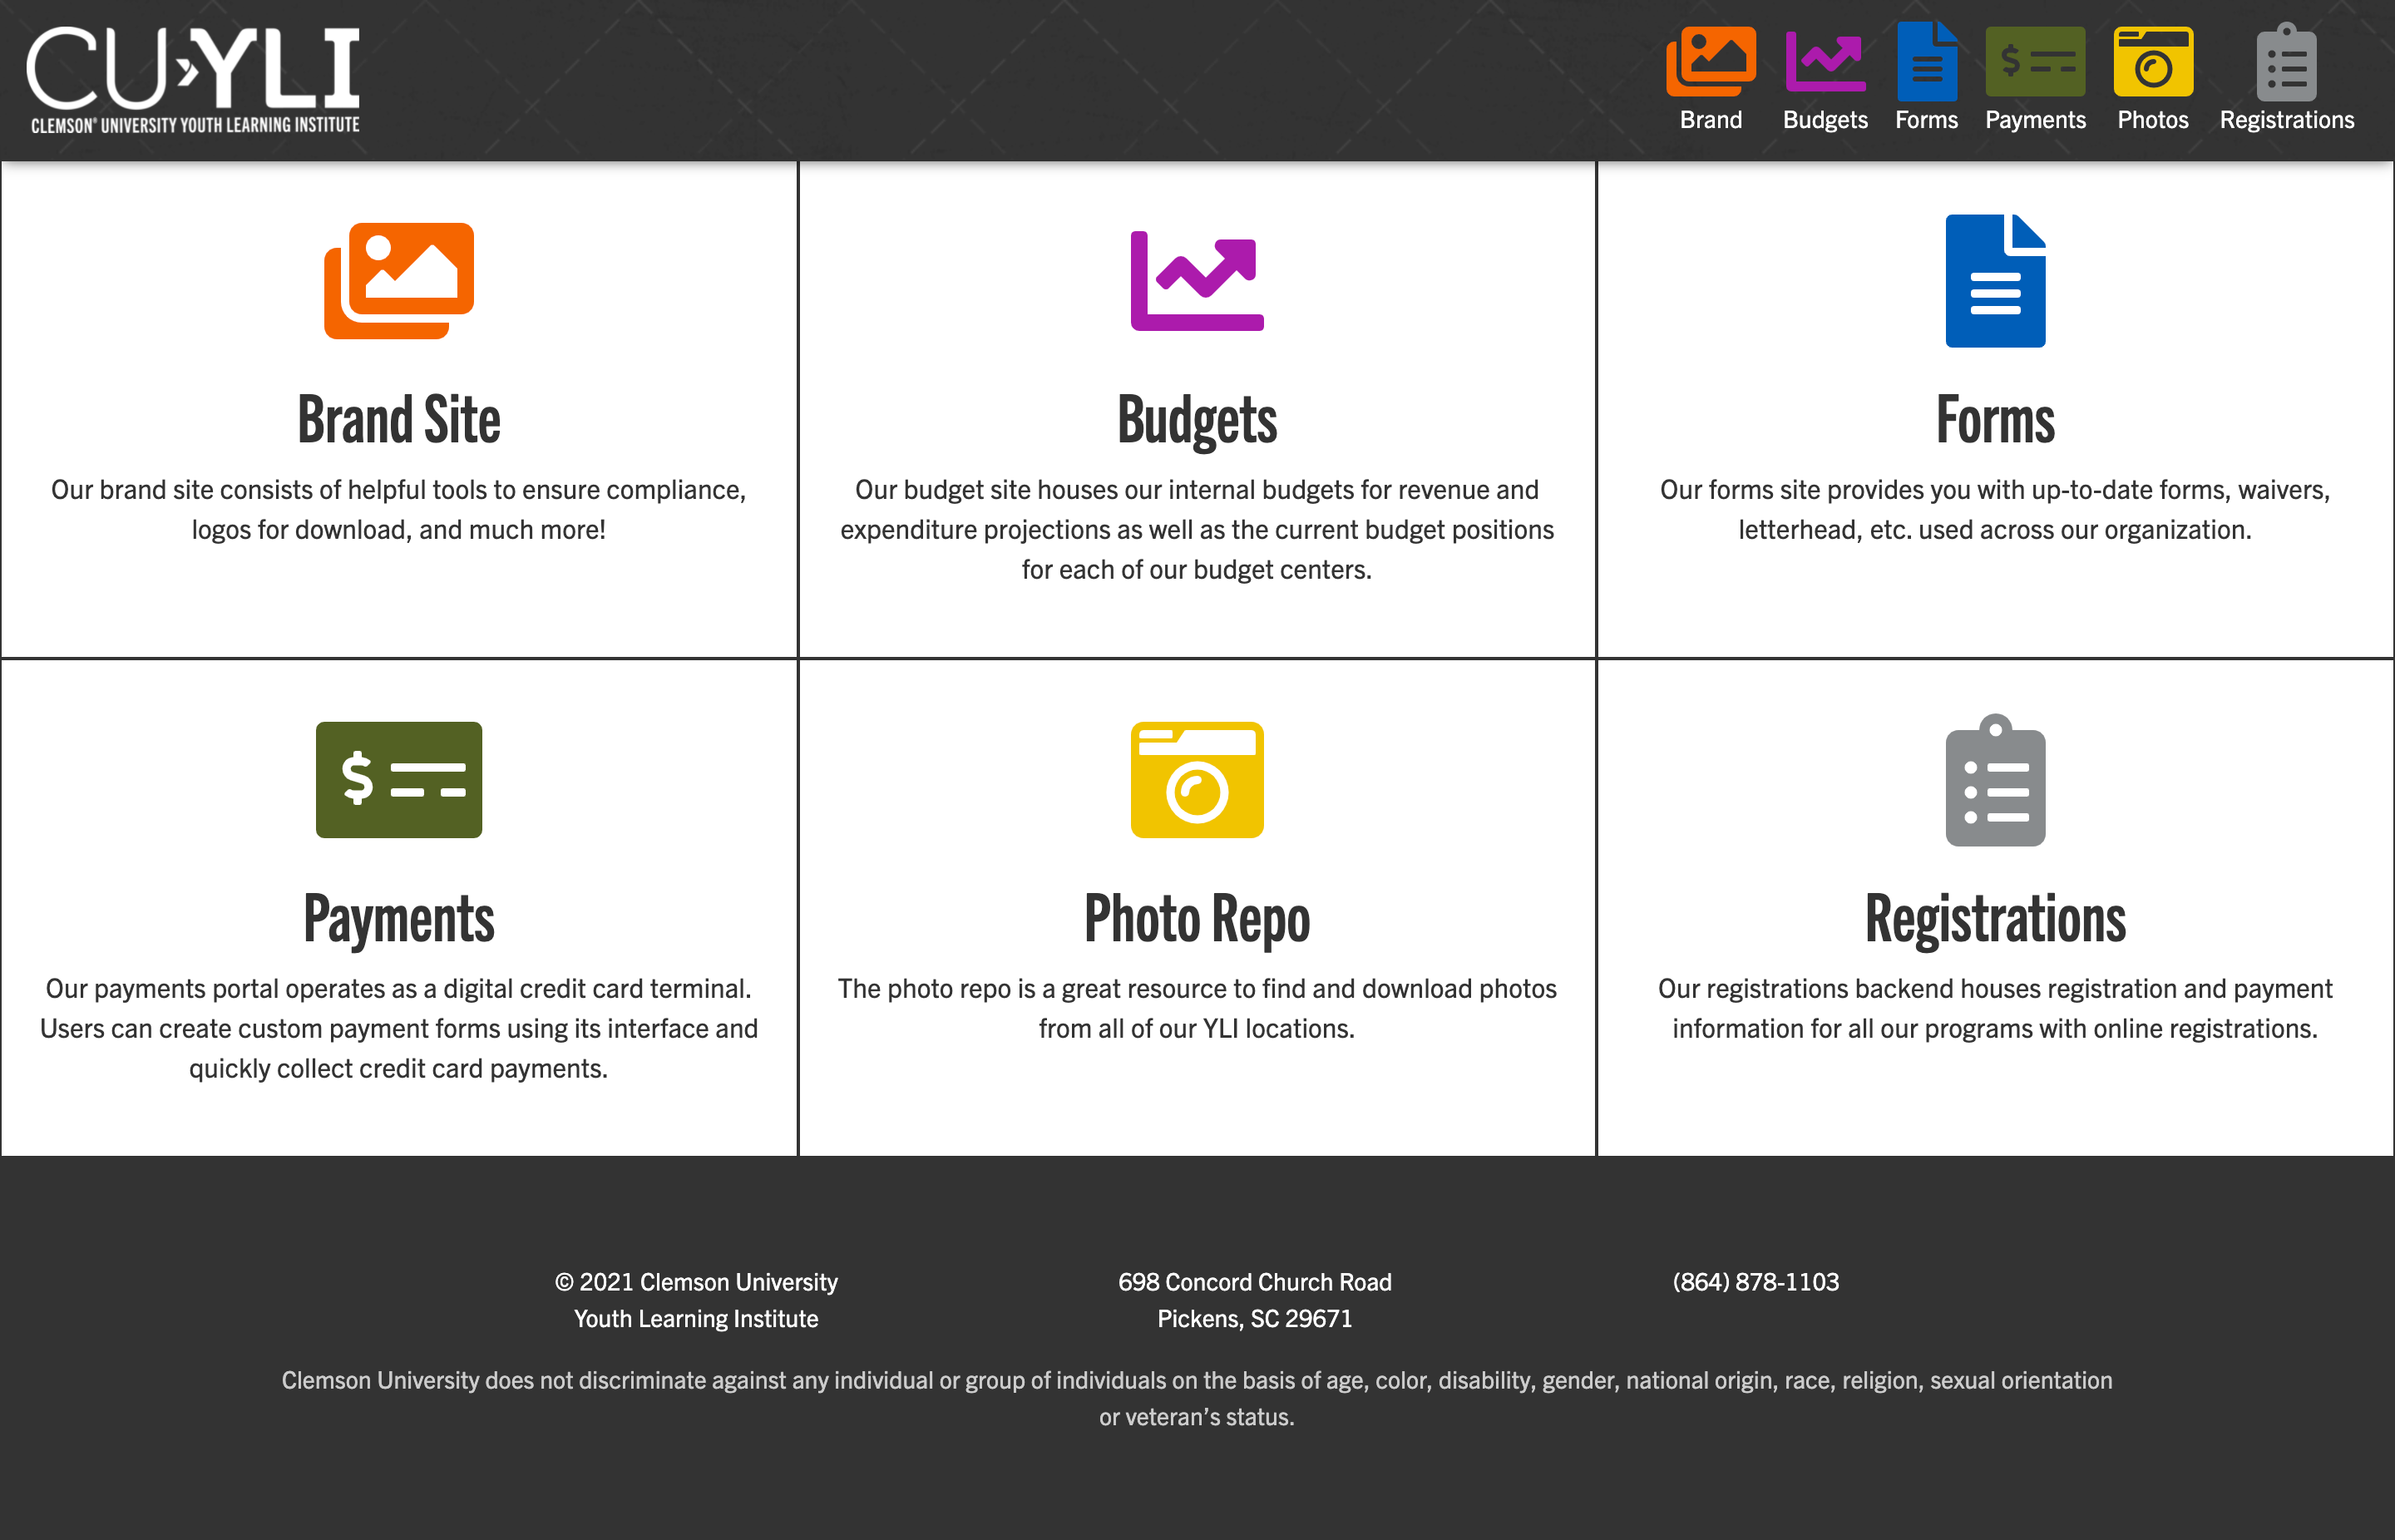 CU YLI
CLEMSON® UNIVERSITY YOUTH LEARNING INSTITUTE
Brand
Budgets
Forms
Payments
Photos
Registrations
Brand Site
Our brand site consists of helpful tools to ensure compliance,
logos for download, and much more!
Budgets
Our budget site houses our internal budgets for revenue and
expenditure projections as well as the current budget positions
for each of our budget centers.
Forms
Our forms site provides you with up-to-date forms, waivers,
letterhead, etc. used across our organization.
$
Payments
Our payments portal operates as a digital credit card terminal.
Users can create custom payment forms using its interface and
quickly collect credit card payments.
Photo Repo
The photo repo is a great resource to find and download photos
from all of our YLI locations.
Registrations
Our registrations backend houses registration and payment
information for all our programs with online registrations.
© 2021 Clemson University
Youth Learning Institute
698 Concord Church Road
Pickens, SC 29671
(864) 878-1103
Clemson University does not discriminate against any individual or group of individuals on the basis of age, color, disability, gender, national origin, race, religion, sexual orientation
or veteran’s status.